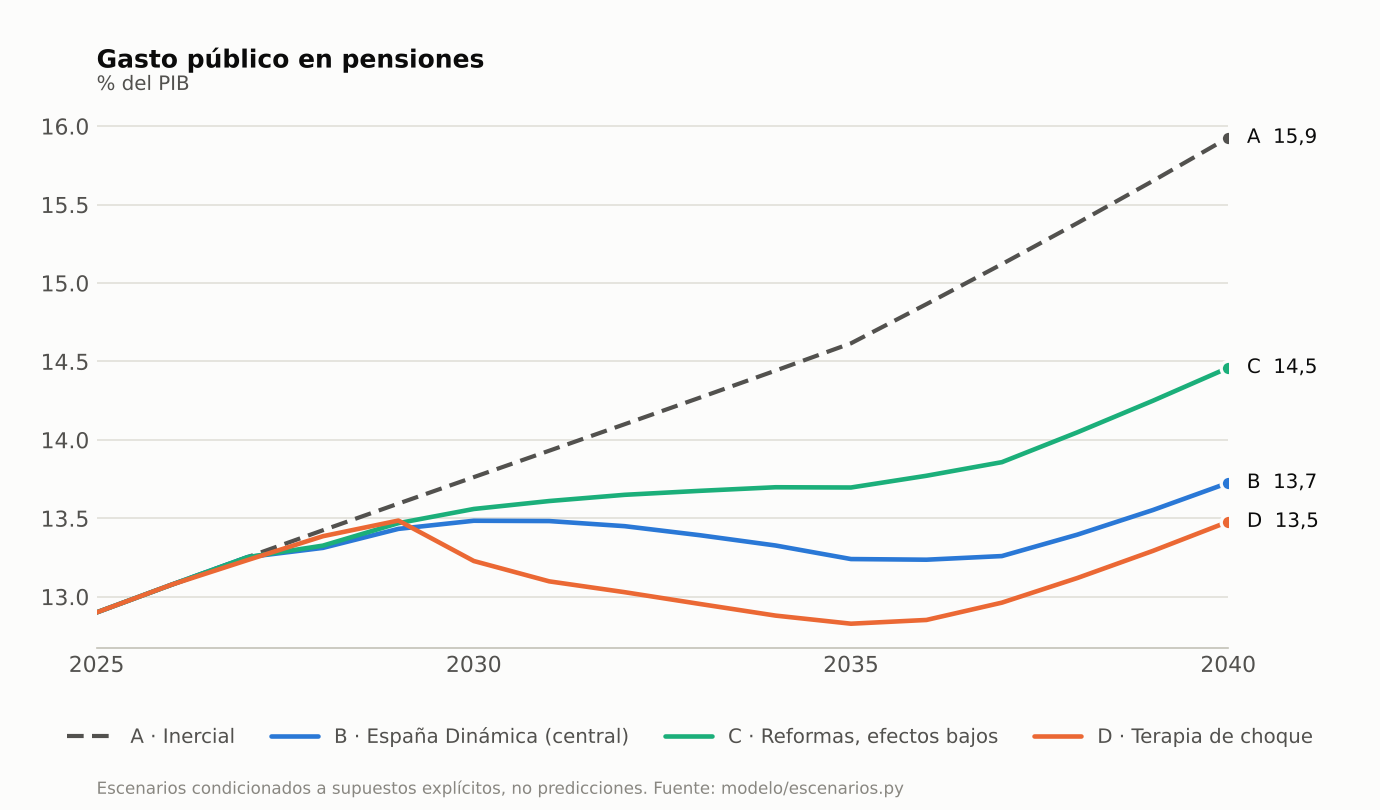 Gasto público en pensiones
% del PIB
16.0
A 15,9
15.5
15.0
14.5
C 14,5
14.0
B 13,7
13.5
D 13,5
13.0
2025 2030 2035 2040
A · Inercial B · España Dinámica (central) C · Reformas, efectos bajos D · Terapia de choque
Escenarios condicionados a supuestos explícitos, no predicciones. Fuente: modelo/escenarios.py